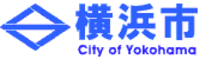 横浜市
City of Yokohama